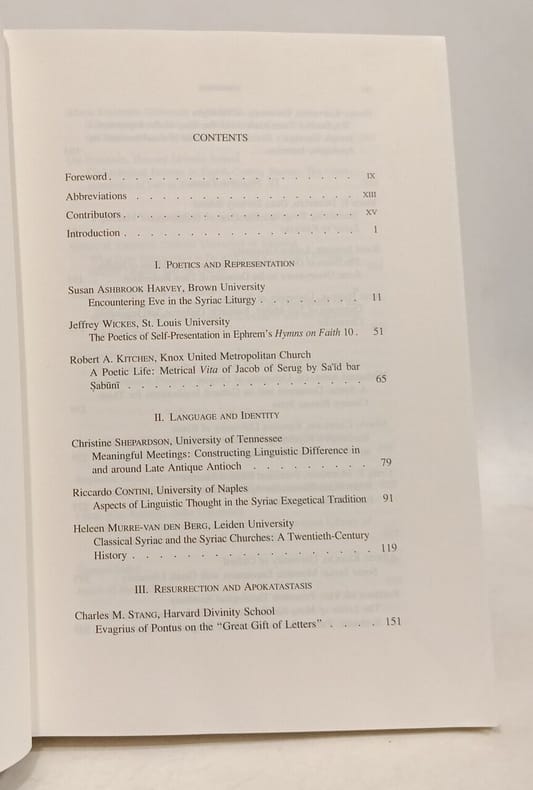 CONTENTS
Foreword . . . . . . . . . . . . . . . . IX
Abbreviations . . . . . . . . . . . . . . XIII
Contributors . . . . . . . . . . . . . . . XV
Introduction . . . . . . . . . . . . . . . 1
I. POETICS AND REPRESENTATION
Susan ASHBROOK HARVEY, Brown University
Encountering Eve in the Syriac Liturgy . . . . . . . . 11
Jeffrey WICKES, St. Louis University
The Poetics of Self-Presentation in Ephrem's Hymns on Faith 10 . 51
Robert A. KITCHEN, Knox United Metropolitan Church
A Poetic Life: Metrical Vita of Jacob of Serug by Sa'id bar
Ṣabūnī . . . . . . . . . . . . . . . . . . 65
II. LANGUAGE AND IDENTITY
Christine SHEPARDSON, University of Tennessee
Meaningful Meetings: Constructing Linguistic Difference in
and around Late Antique Antioch . . . . . . . . . 79
Riccardo CONTINI, University of Naples
Aspects of Linguistic Thought in the Syriac Exegetical Tradition 91
Heleen MURRE-VAN DEN BERG, Leiden University
Classical Syriac and the Syriac Churches: A Twentieth-Century
History . . . . . . . . . . . . . . . . . . 119
III. RESURRECTION AND APOKATASTASIS
Charles M. STANG, Harvard Divinity School
Evagrius of Pontus on the "Great Gift of Letters" . . . . 151